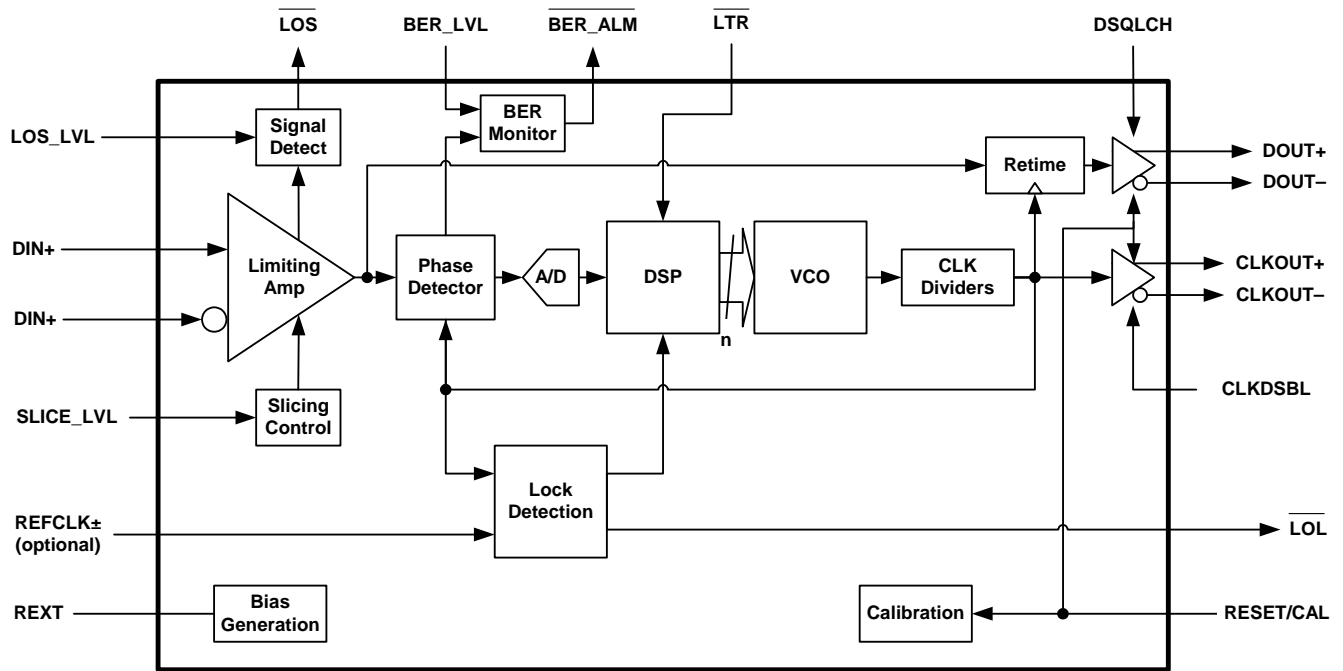 LOS
BER_LVL
BER_ALM
LTR
DSQLCH
LOS_LVL
Signal
Detect
BER
Monitor
Retime
DOUT+
DOUT–
DIN+
Limiting
Amp
Phase
Detector
A/D
DSP
n
VCO
CLK
Dividers
CLKOUT+
CLKOUT–
DIN+
SLICE_LVL
Slicing
Control
CLKDSBL
Lock
Detection
REFCLK±
(optional)
LOL
REXT
Bias
Generation
Calibration
RESET/CAL